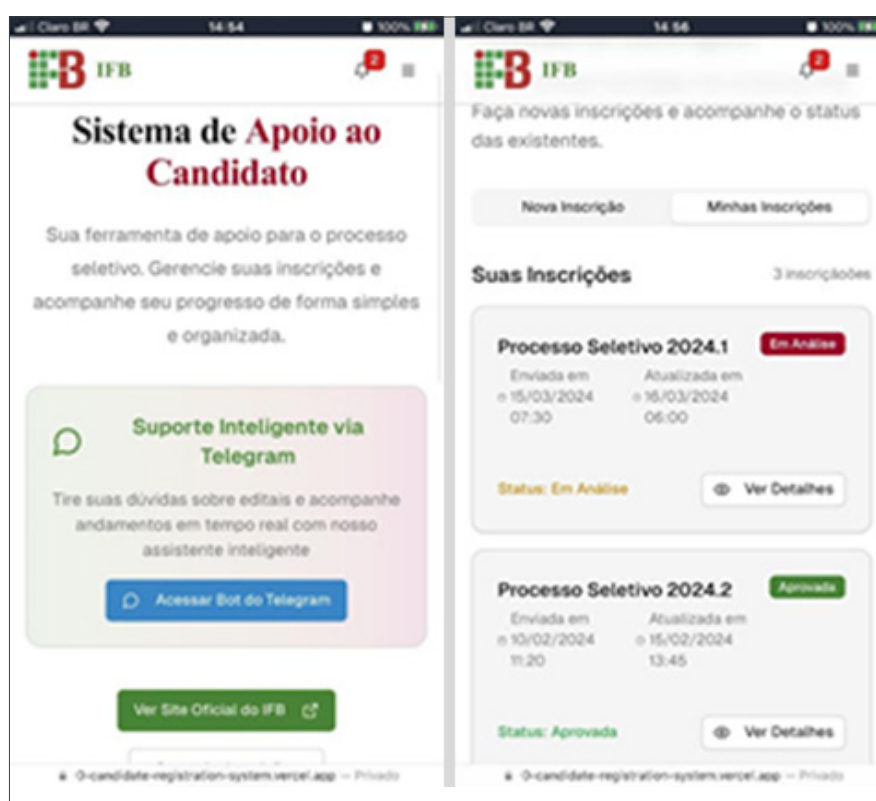 Claro BR
14:54
100%
IFB
2
Sistema de Apoio ao
Candidato
Sua ferramenta de apoio para o processo
seletivo. Gerencie suas inscrições e
acompanhe seu progresso de forma simples
e organizada.
Suporte Inteligente via
Telegram
Tire suas dúvidas sobre editais e acompanhe
andamentos em tempo real com nosso
assistente inteligente
Acessar Bot do Telegram
Ver Site Oficial do IFB
0-candidate-registration-system.vercel.app — Privado
Claro BR
14:56
100%
IFB
2
Faça novas inscrições e acompanhe o status
das existentes.
Nova Inscrição Minhas Inscrições
Suas Inscrições 3 inscriçãoões
Processo Seletivo 2024.1 Em Análise
Enviada em Atualizada em
15/03/2024 16/03/2024
07:30 06:00
Status: Em Análise Ver Detalhes
Processo Seletivo 2024.2 Aprovada
Enviada em Atualizada em
10/02/2024 15/02/2024
11:20 13:45
Status: Aprovada Ver Detalhes
0-candidate-registration-system.vercel.app — Privado